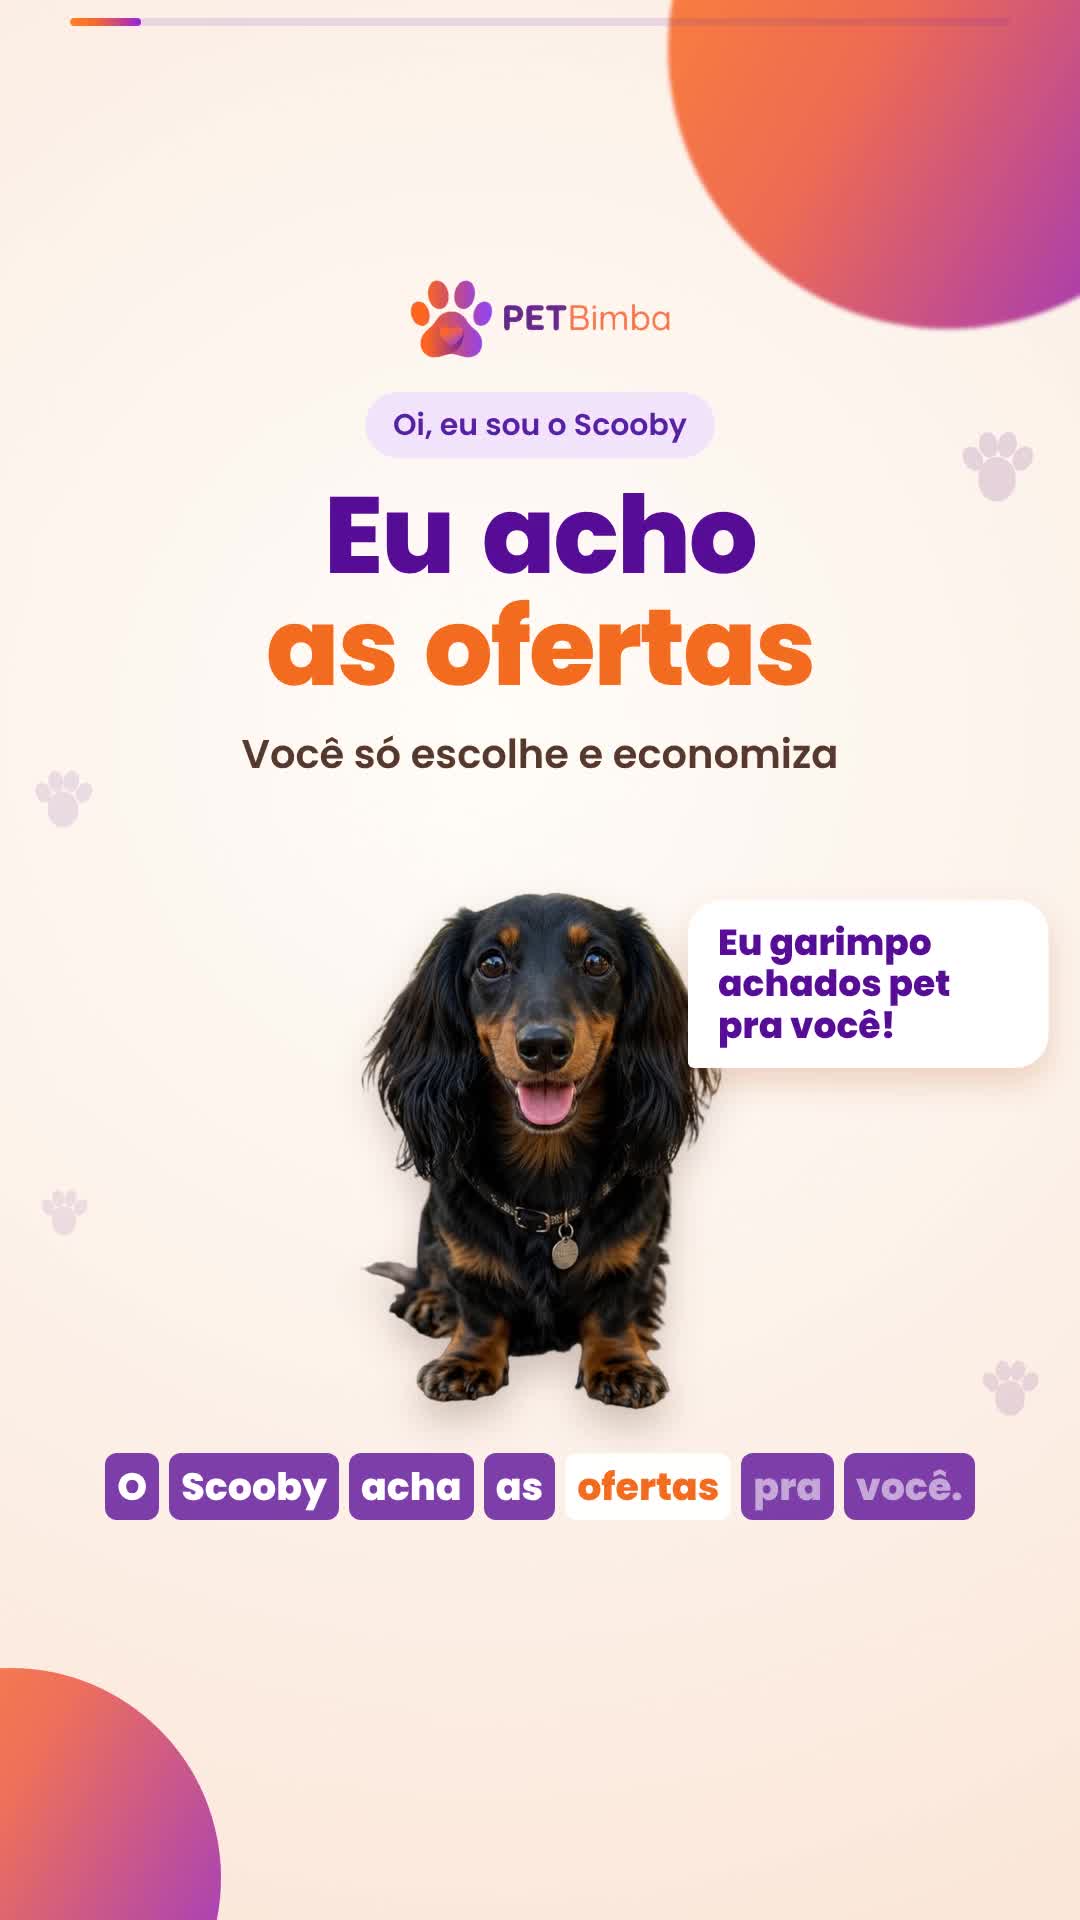 PETBimba
Oi, eu sou o Scooby
Eu acho
as ofertas
Você só escolhe e economiza
Eu garimpo
achados pet
pra você!
O Scooby acha as ofertas pra você.